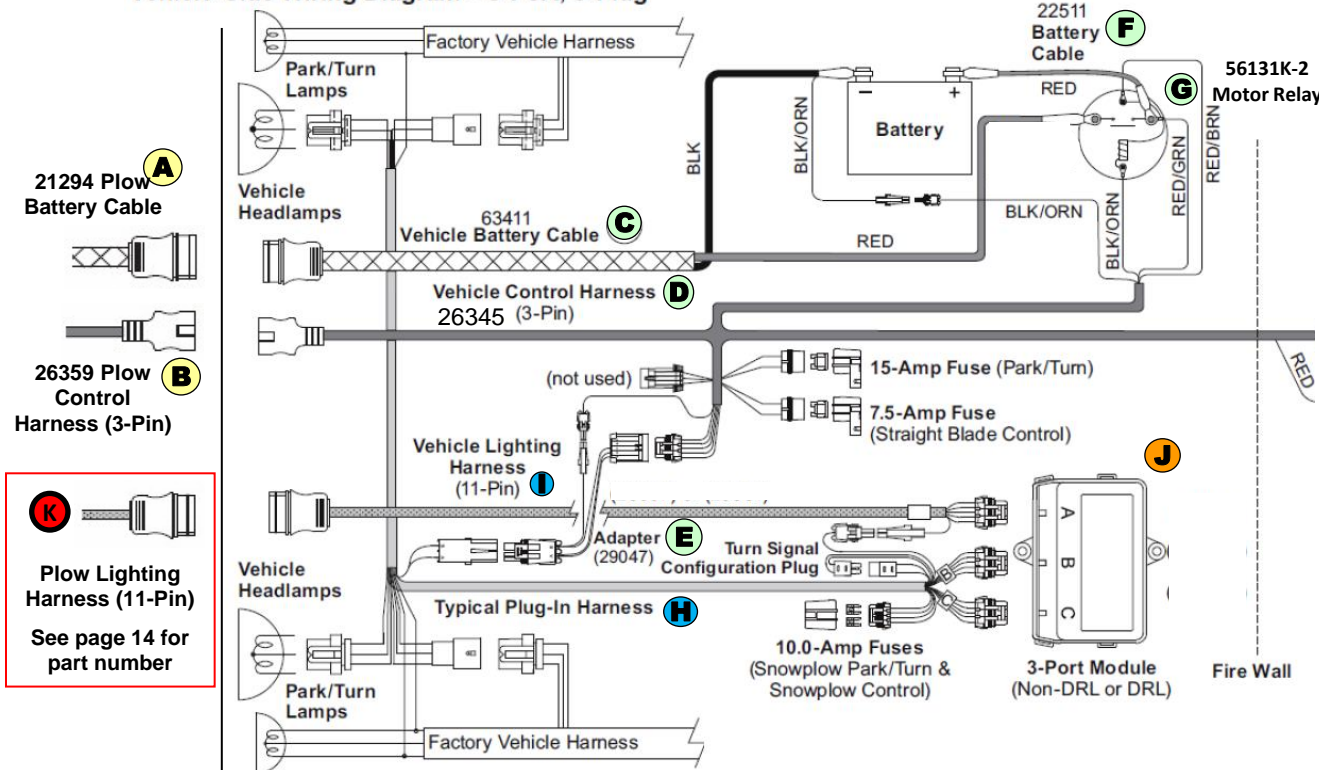 Factory Vehicle Harness
Park/Turn
Lamps
22511
Battery
Cable
F
RED
G
56131K-2
Motor Relay
A
21294 Plow
Battery Cable
Vehicle
Headlamps
BLK
BLK/ORN
−
+
Battery
BLK/ORN
BLK/ORN
RED/GRN
RED/BRN
63411
Vehicle Battery Cable
C
RED
Vehicle Control Harness
D
26345 (3-Pin)
26359 Plow
Control
Harness (3-Pin)
B
(not used)
15-Amp Fuse (Park/Turn)
7.5-Amp Fuse
(Straight Blade Control)
RED
Vehicle Lighting
Harness
(11-Pin)
I
J
K
Plow Lighting
Harness (11-Pin)
See page 14 for
part number
Adapter
(29047)
E
Turn Signal
Configuration Plug
A
B
C
B
C
Vehicle
Headlamps
Typical Plug-In Harness
H
10.0-Amp Fuses
(Snowplow Park/Turn &
Snowplow Control)
3-Port Module
(Non-DRL or DRL)
Fire Wall
Park/Turn
Lamps
Factory Vehicle Harness